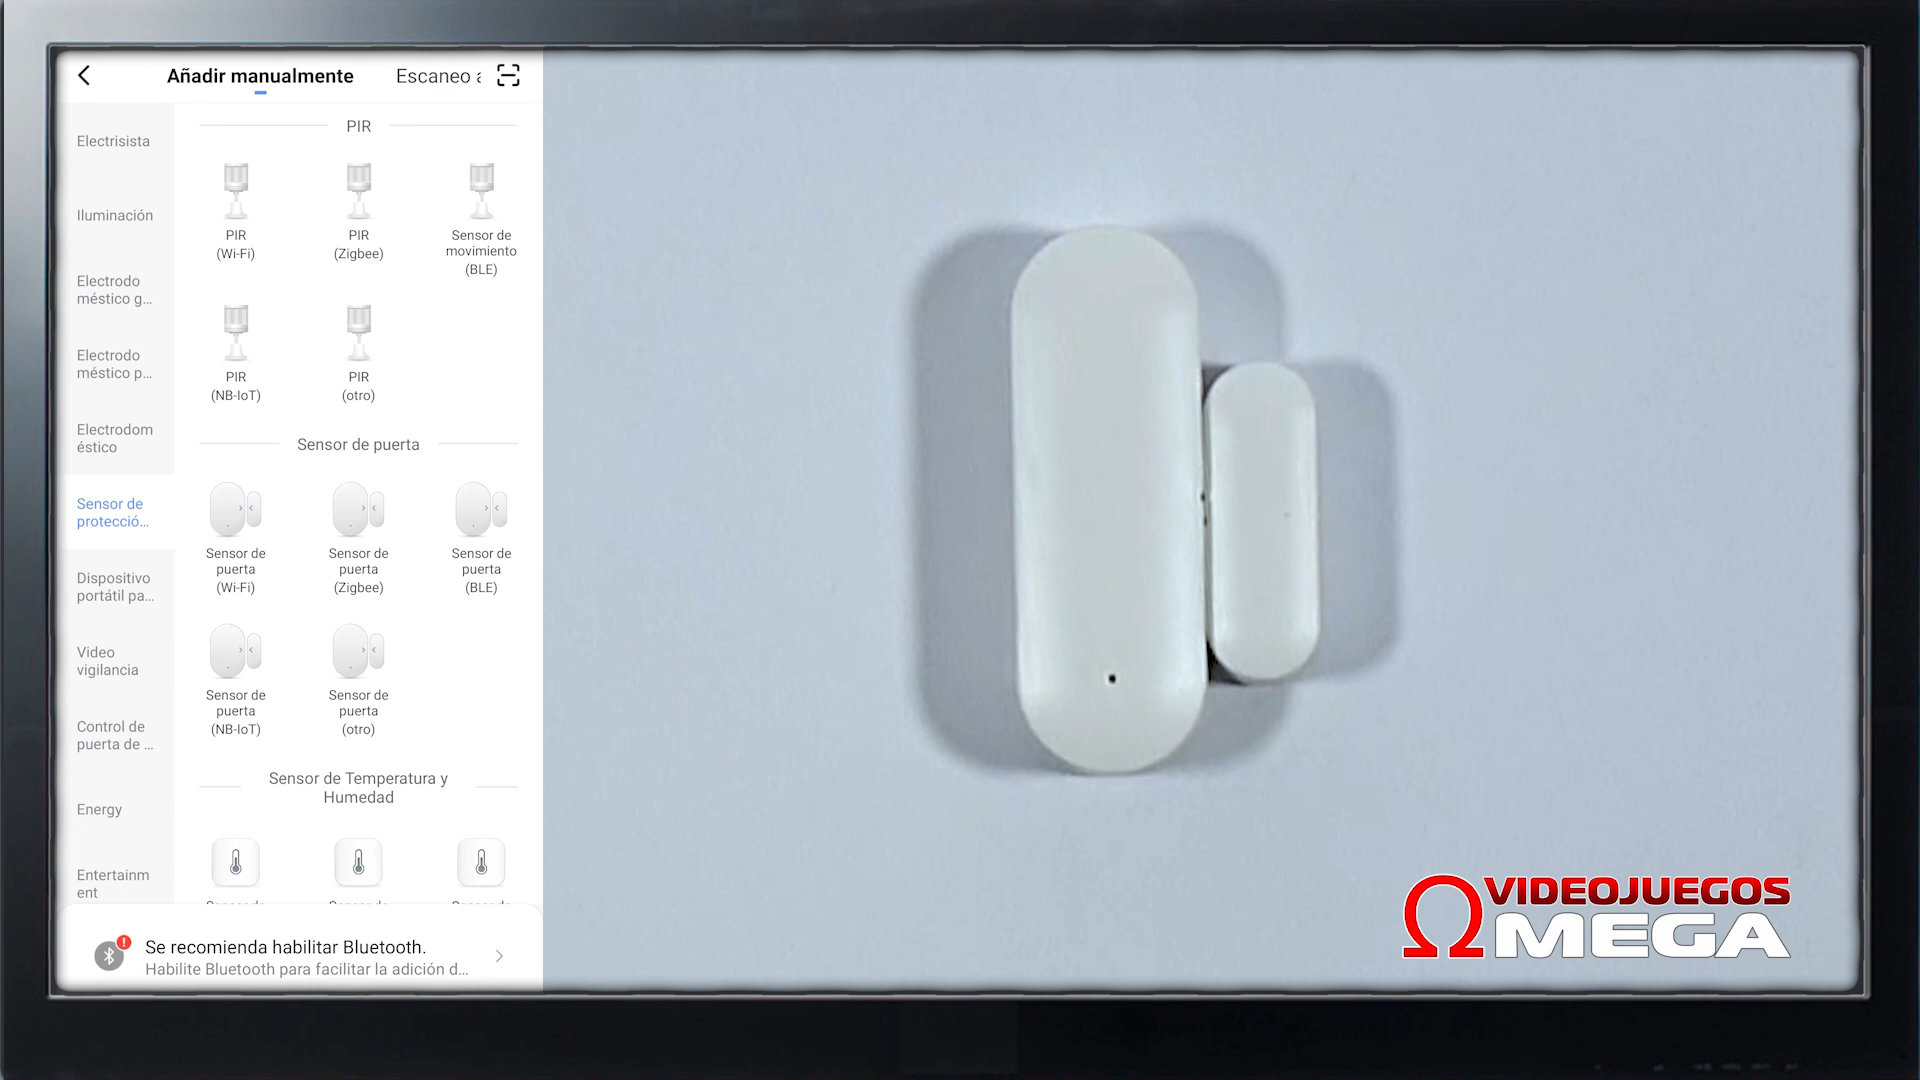 Añadir manualmente
Escaneo
Electrisista
Iluminación
Electrodo
méstico g...
Electrodo
méstico p...
Electrodom
éstico
Sensor de
protecció...
Dispositivo
portátil pa...
Video
vigilancia
Control de
puerta de ...
Energy
Entertainm
ent
PIR
PIR
(Wi-Fi)
PIR
(Zigbee)
Sensor de
movimiento
(BLE)
PIR
(NB-IoT)
PIR
(otro)
Sensor de puerta
Sensor de
puerta
(Wi-Fi)
Sensor de
puerta
(Zigbee)
Sensor de
puerta
(BLE)
Sensor de
puerta
(NB-IoT)
Sensor de
puerta
(otro)
Sensor de Temperatura y
Humedad
Se recomienda habilitar Bluetooth.
Habilite Bluetooth para facilitar la adición d...
VIDEOJUEGOS
ΩMEGA